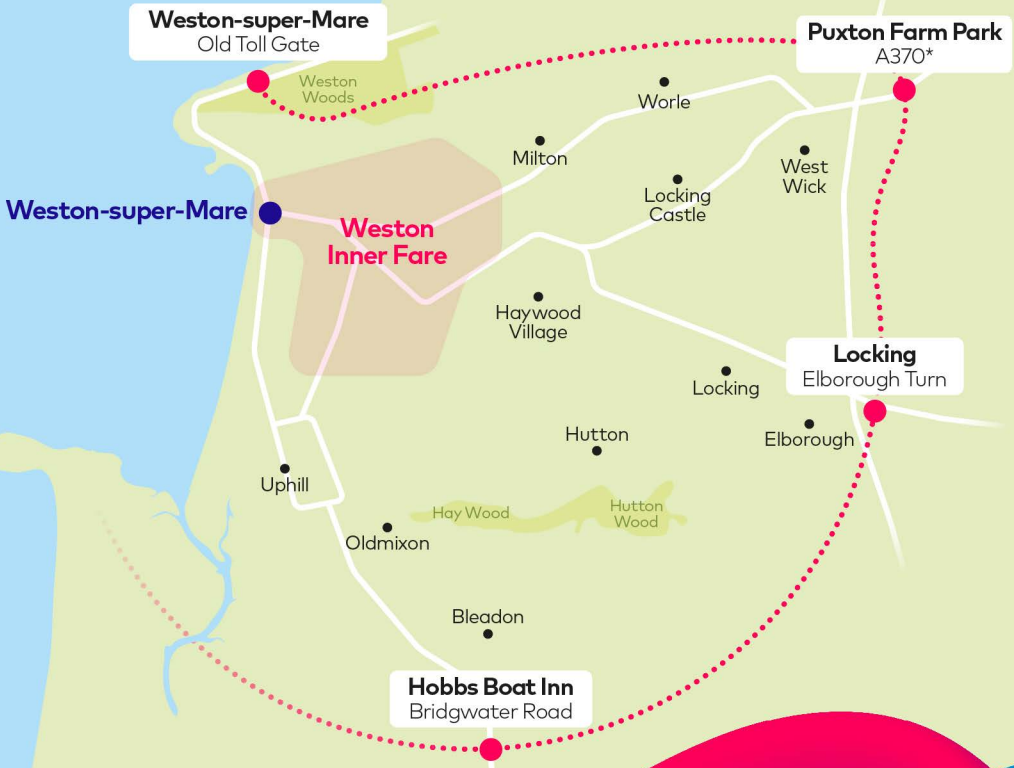 Weston-super-Mare
Old Toll Gate
Puxton Farm Park
A370*
Weston
Woods
Worle
Milton
West
Wick
Locking
Castle
Weston-super-Mare
Weston
Inner Fare
Haywood
Village
Locking
Elborough Turn
Locking
Hutton
Elborough
Uphill
Hay Wood
Hutton
Wood
Oldmixon
Bleadon
Hobbs Boat Inn
Bridgwater Road